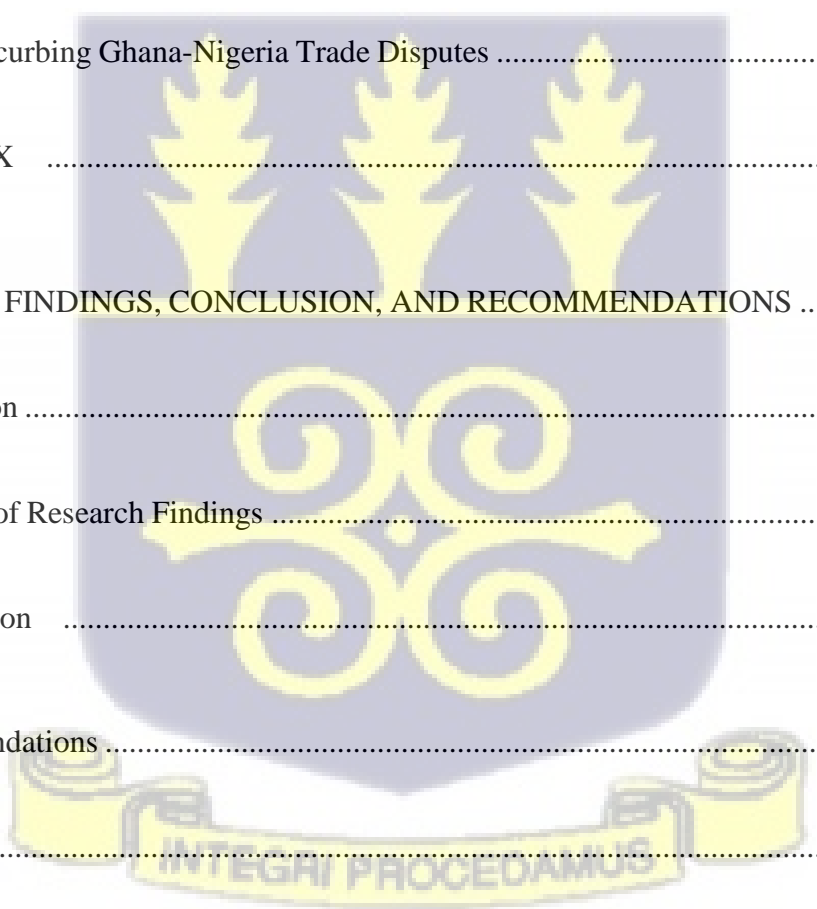 curbing Ghana-Nigeria Trade Disputes ........................................
X ....................................................................................................
FINDINGS, CONCLUSION, AND RECOMMENDATIONS ..
on ....................................................................................................
of Research Findings ......................................................................
on ...............................................................................................
ndations .........................................................................................
....................................................................................................
INTEGRI PROCEDAMUS